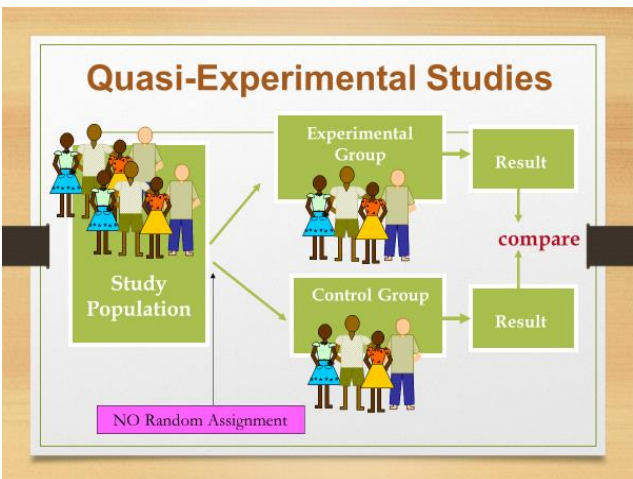 Quasi-Experimental Studies
Experimental
Group
Result
compare
Study
Population
Control Group
Result
NO Random Assignment